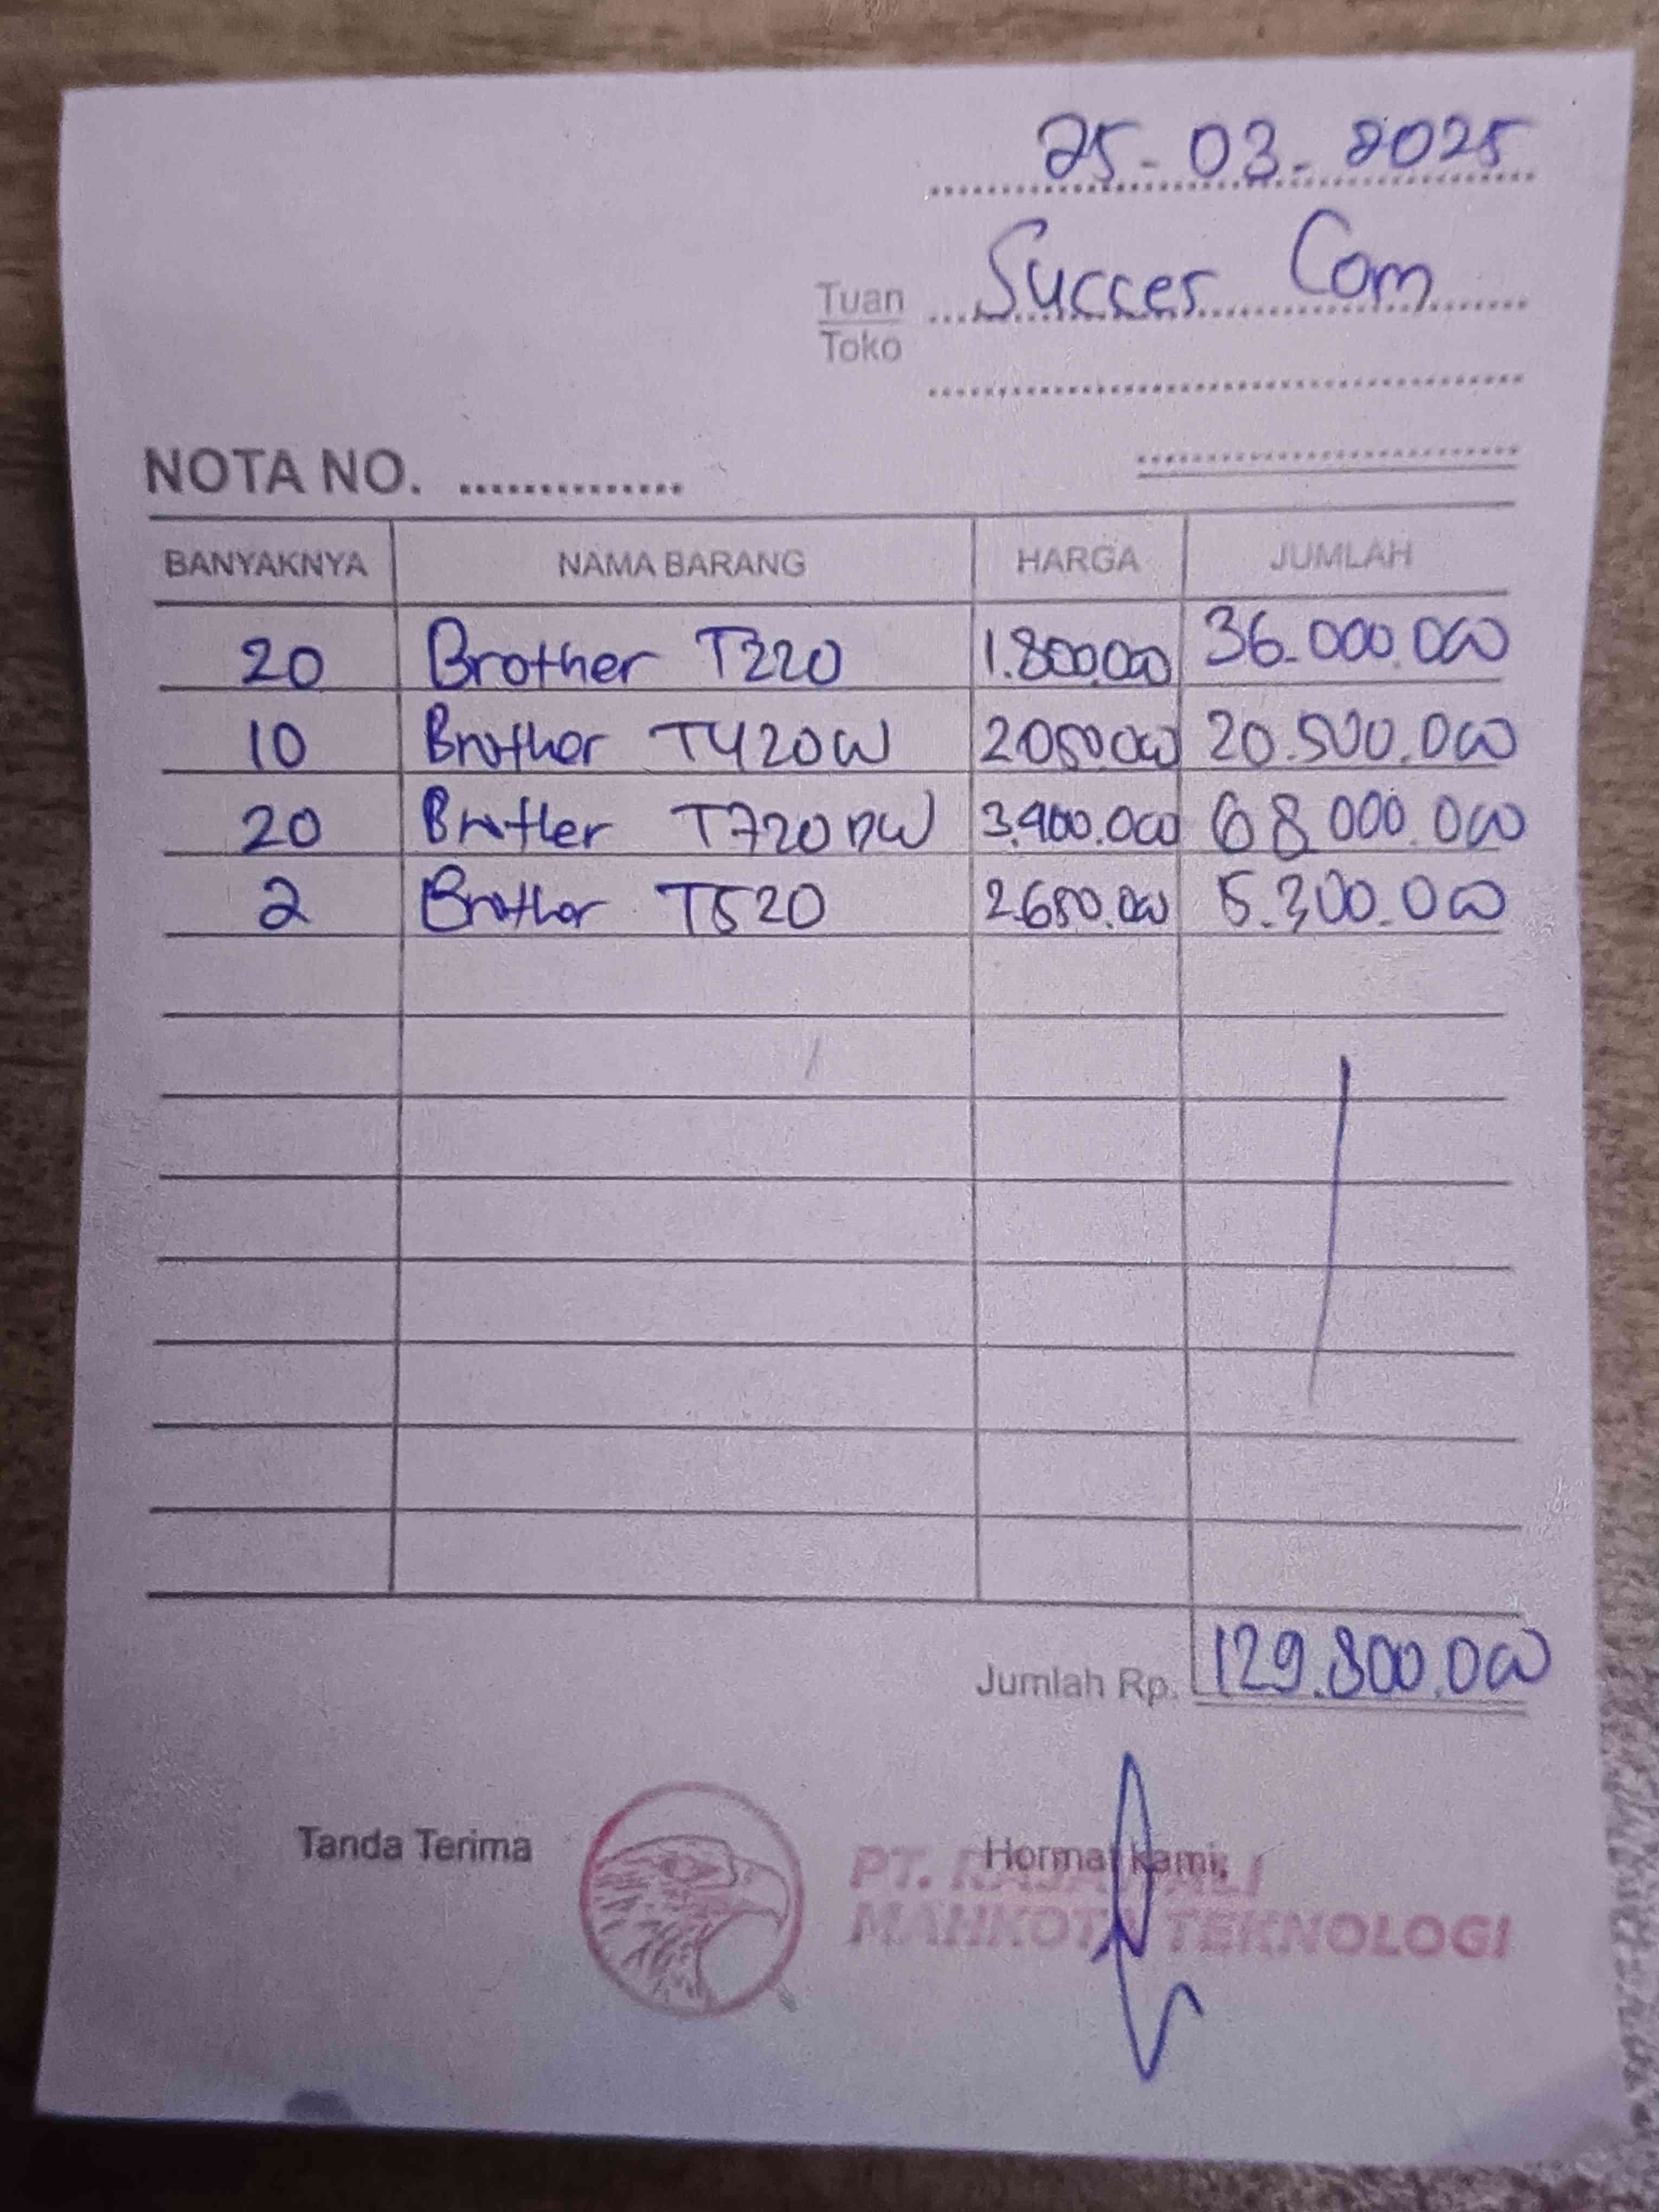 25-03-2025
Tuan Succes Com
Toko
NOTA NO. ..............
BANYAKNYA NAMA BARANG HARGA JUMLAH
20 Brother T220 1.800.000 36.000.000
10 Brother T420W 2.050.000 20.500.000
20 Brother T720DW 3.400.000 68.000.000
2 Brother T520 2.650.000 5.300.000
Jumlah Rp. 129.800.000
Tanda Terima Hormat kami,
PT. RAJAWALI
MAHKOTA TEKNOLOGI